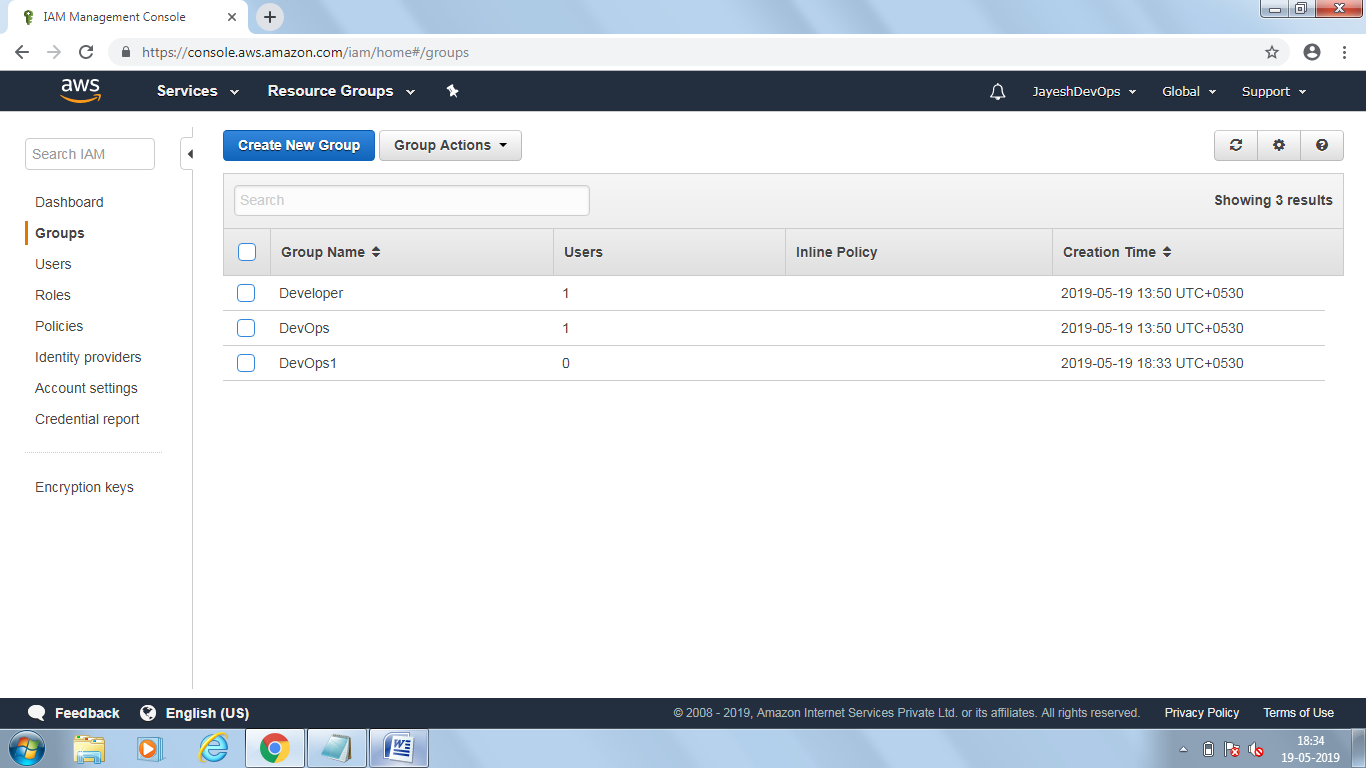 IAM Management Console
https://console.aws.amazon.com/iam/home#/groups
aws Services Resource Groups JayeshDevOps Global Support
Search IAM
Dashboard
Groups
Users
Roles
Policies
Identity providers
Account settings
Credential report
Encryption keys
Create New Group Group Actions
Search Showing 3 results
Group Name Users Inline Policy Creation Time
Developer 1 2019-05-19 13:50 UTC+0530
DevOps 1 2019-05-19 13:50 UTC+0530
DevOps1 0 2019-05-19 18:33 UTC+0530
Feedback English (US) © 2008 - 2019, Amazon Internet Services Private Ltd. or its affiliates. All rights reserved. Privacy Policy Terms of Use
18:34
19-05-2019